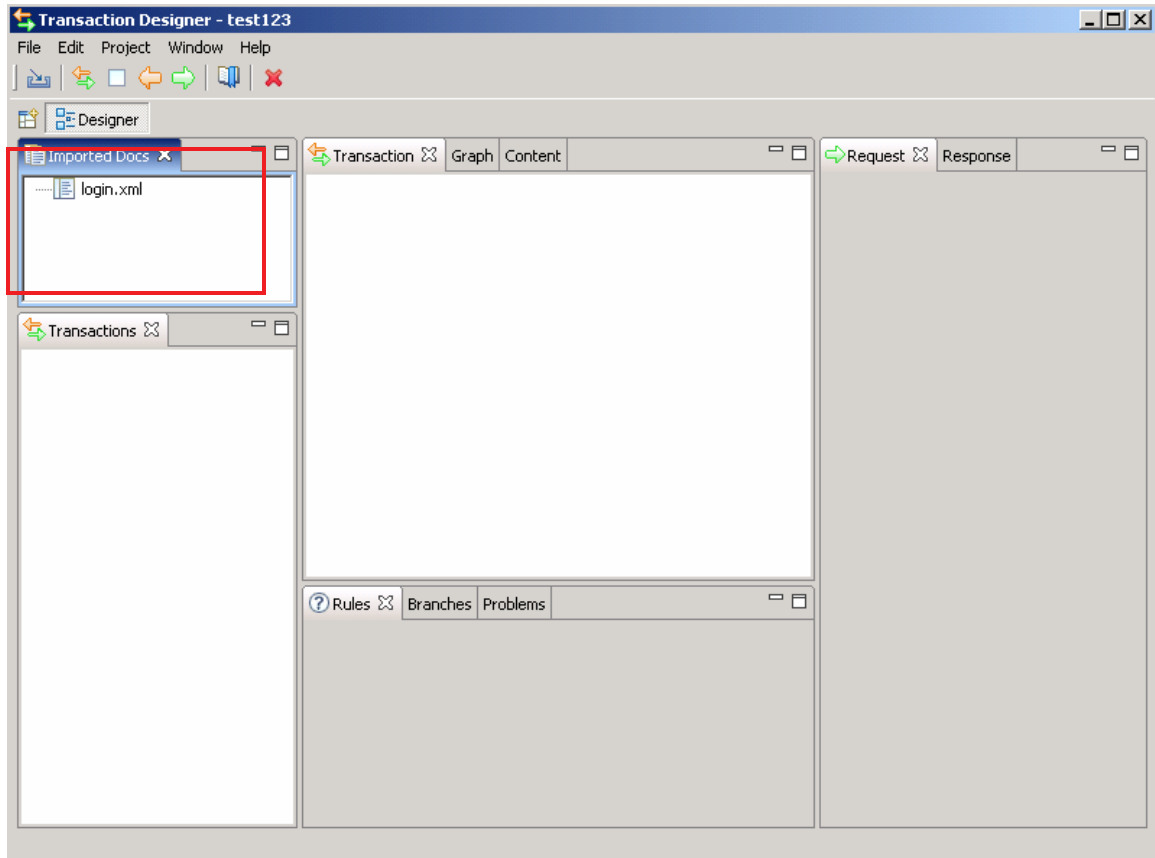 Transaction Designer - test123
File Edit Project Window Help
Designer
Imported Docs
login.xml
Transactions
Transaction Graph Content
Rules Branches Problems
Request Response